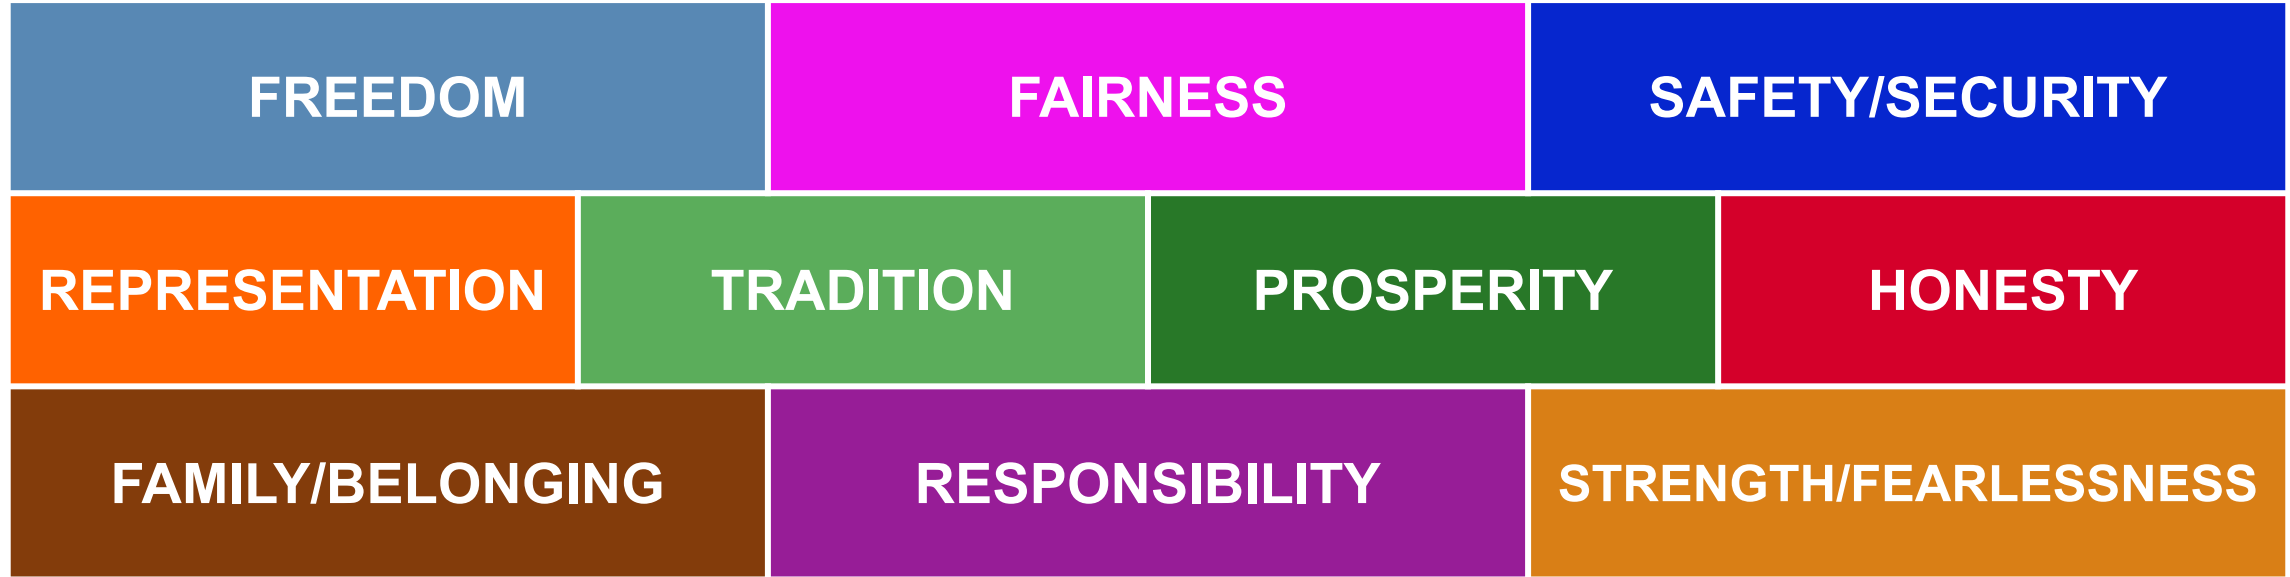 FREEDOM
FAIRNESS
SAFETY/SECURITY
REPRESENTATION
TRADITION
PROSPERITY
HONESTY
FAMILY/BELONGING
RESPONSIBILITY
STRENGTH/FEARLESSNESS